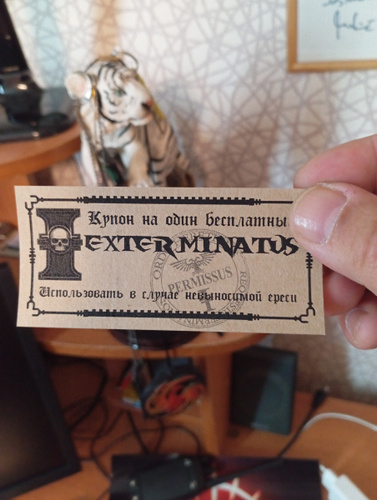 Купон на один бесплатны
EXTERMINATUS
PERMISSUS
Использовать в случае невыносимой ереси